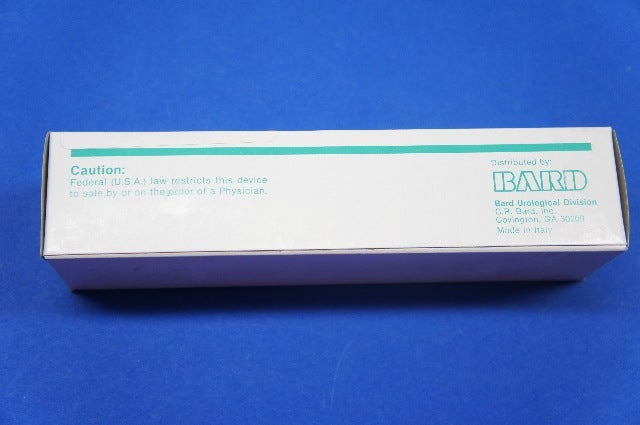 Caution:
Federal (U.S.A.) law restricts this device
to sale by or on the order of a Physician.
Distributed by:
BARD
Bard Urological Division
C.R. Bard, Inc.
Covington, GA 30209
Made in Italy